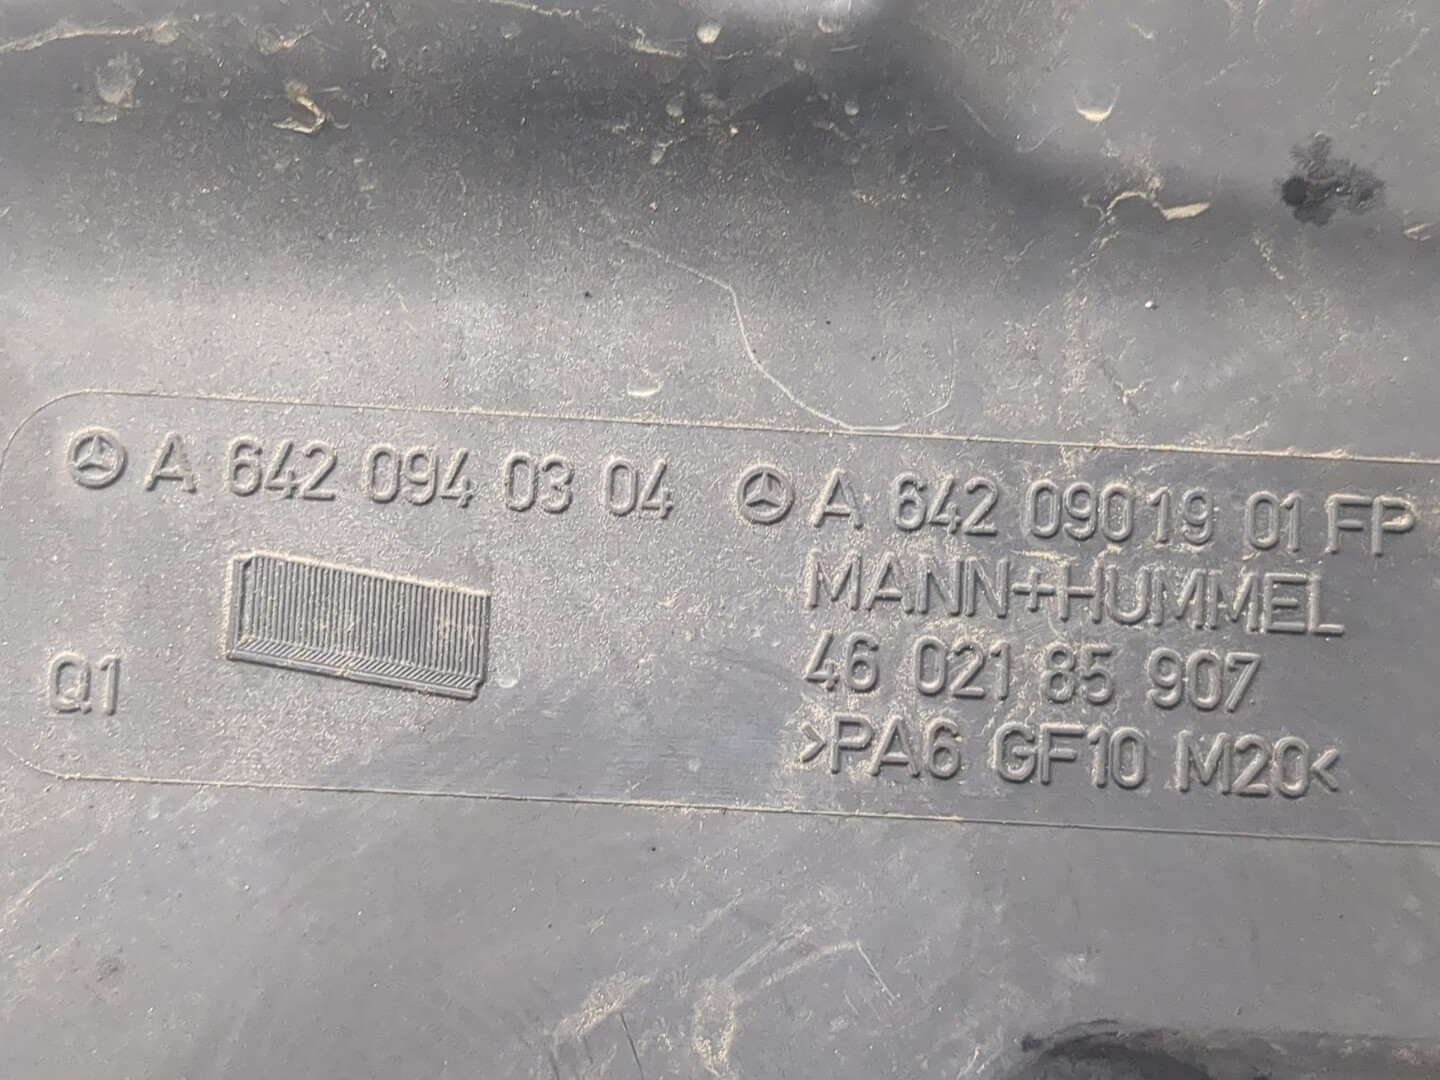 A 642 094 03 04 A 642 090 19 01 FP
MANN+HUMMEL
46 021 85 907
Q1
>PA6 GF10 M20<